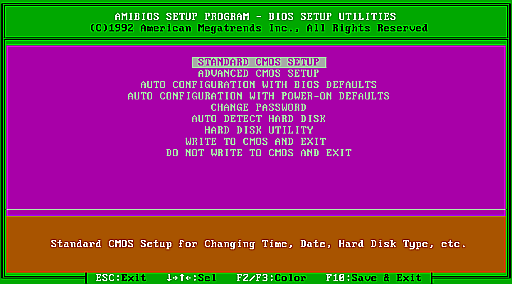 AMIBIOS SETUP PROGRAM - BIOS SETUP UTILITIES
(C)1992 American Megatrends Inc., All Rights Reserved
STANDARD CMOS SETUP
ADVANCED CMOS SETUP
AUTO CONFIGURATION WITH BIOS DEFAULTS
AUTO CONFIGURATION WITH POWER-ON DEFAULTS
CHANGE PASSWORD
AUTO DETECT HARD DISK
HARD DISK UTILITY
WRITE TO CMOS AND EXIT
DO NOT WRITE TO CMOS AND EXIT
Standard CMOS Setup for Changing Time, Date, Hard Disk Type, etc.
ESC:Exit ↓→↑←:Sel F2/F3:Color F10:Save & Exit